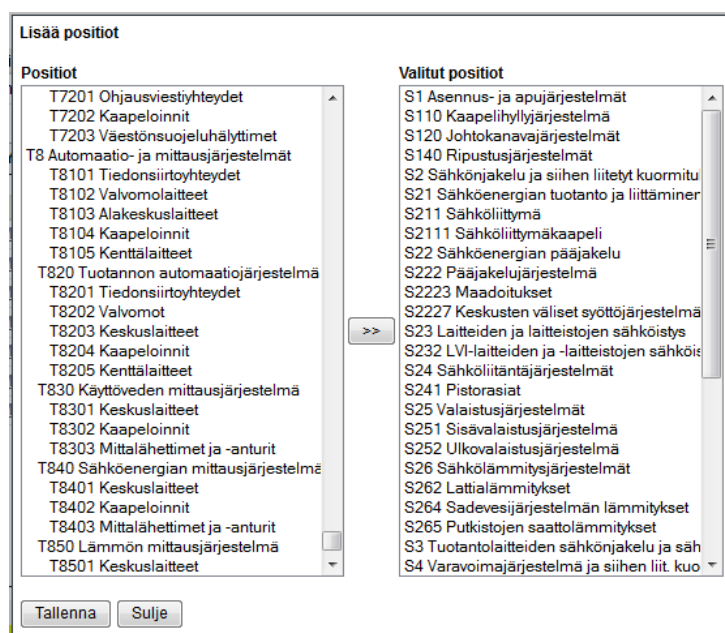 Lisää positiot
Positiot
T7201 Ohjausviestiyhteydet
T7202 Kaapeloinnit
T7203 Väestönsuojeluhälyttimet
T8 Automaatio- ja mittausjärjestelmät
T8101 Tiedonsiirtoyhteydet
T8102 Valvomolaitteet
T8103 Alakeskuslaitteet
T8104 Kaapeloinnit
T8105 Kenttälaitteet
T820 Tuotannon automaatiojärjestelmä
T8201 Tiedonsiirtoyhteydet
T8202 Valvomot
T8203 Keskuslaitteet
T8204 Kaapeloinnit
T8205 Kenttälaitteet
T830 Käyttöveden mittausjärjestelmä
T8301 Keskuslaitteet
T8302 Kaapeloinnit
T8303 Mittalähettimet ja -anturit
T840 Sähköenergian mittausjärjestelmä
T8401 Keskuslaitteet
T8402 Kaapeloinnit
T8403 Mittalähettimet ja -anturit
T850 Lämmön mittausjärjestelmä
T8501 Keskuslaitteet
>>
Valitut positiot
S1 Asennus- ja apujärjestelmät
S110 Kaapelihyllyjärjestelmä
S120 Johtokanavajärjestelmät
S140 Ripustusjärjestelmät
S2 Sähkönjakelu ja siihen liitetyt kuormitul
S21 Sähköenergian tuotanto ja liittäminer
S211 Sähköliittymä
S2111 Sähköliittymäkaapeli
S22 Sähköenergian pääjakelu
S222 Pääjakelujärjestelmä
S2223 Maadoitukset
S2227 Keskusten väliset syöttöjärjestelmä
S23 Laitteiden ja laitteistojen sähköistys
S232 LVI-laitteiden ja -laitteistojen sähköis
S24 Sähköliitäntäjärjestelmät
S241 Pistorasiat
S25 Valaistusjärjestelmät
S251 Sisävalaistusjärjestelmä
S252 Ulkovalaistusjärjestelmä
S26 Sähkölämmitysjärjestelmät
S262 Lattialämmitykset
S264 Sadevesijärjestelmän lämmitykset
S265 Putkistojen saattolämmitykset
S3 Tuotantolaitteiden sähkönjakelu ja säh
S4 Varavoimajärjestelmä ja siihen liit. kuo
Tallenna
Sulje